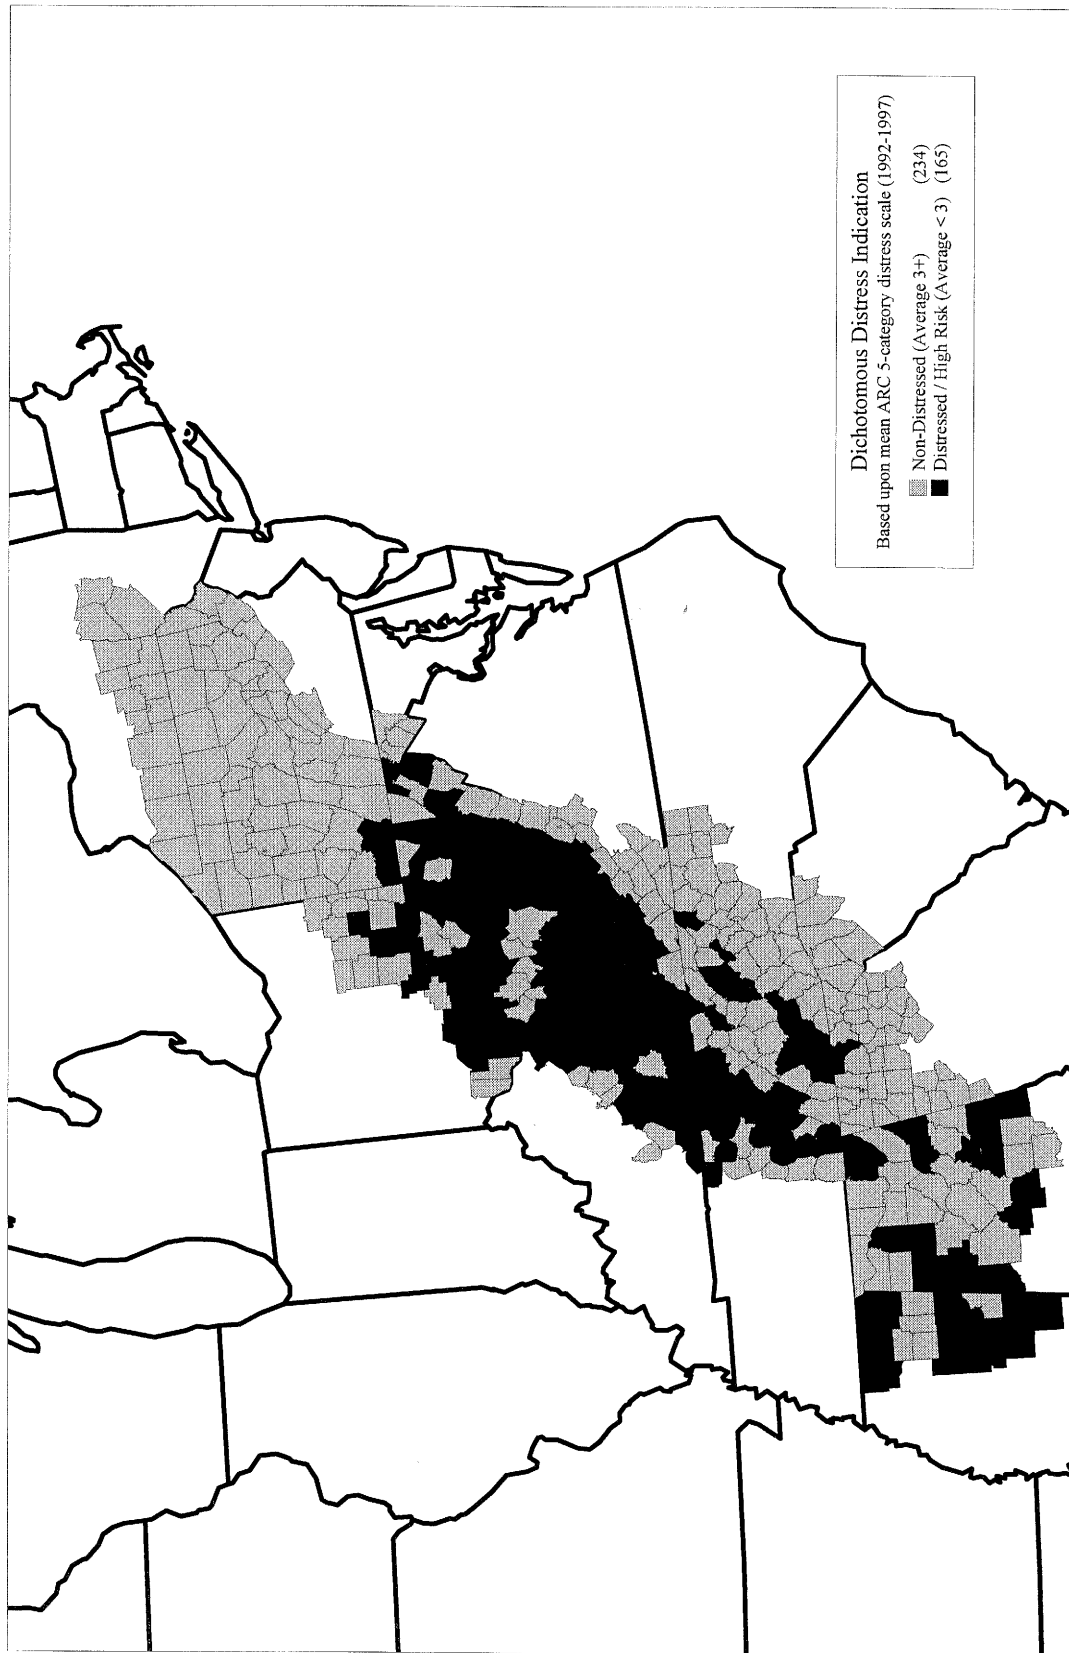 Dichotomous Distress Indication
Based upon mean ARC 5-category distress scale (1992-1997)
Non-Distressed (Average 3+) (234)
Distressed / High Risk (Average < 3) (165)